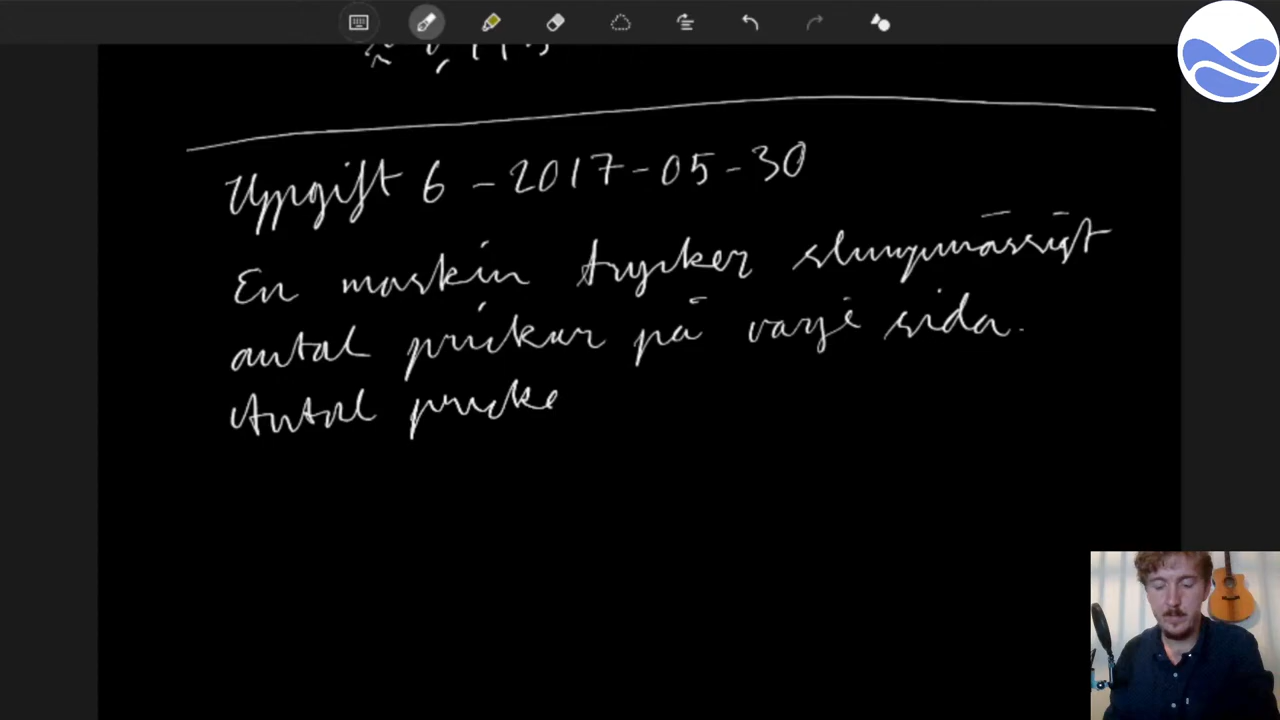 Uppgift 6 - 2017-05-30
En maskin trycker slumpmässigt
antal prickar på varje sida.
Antal pricka